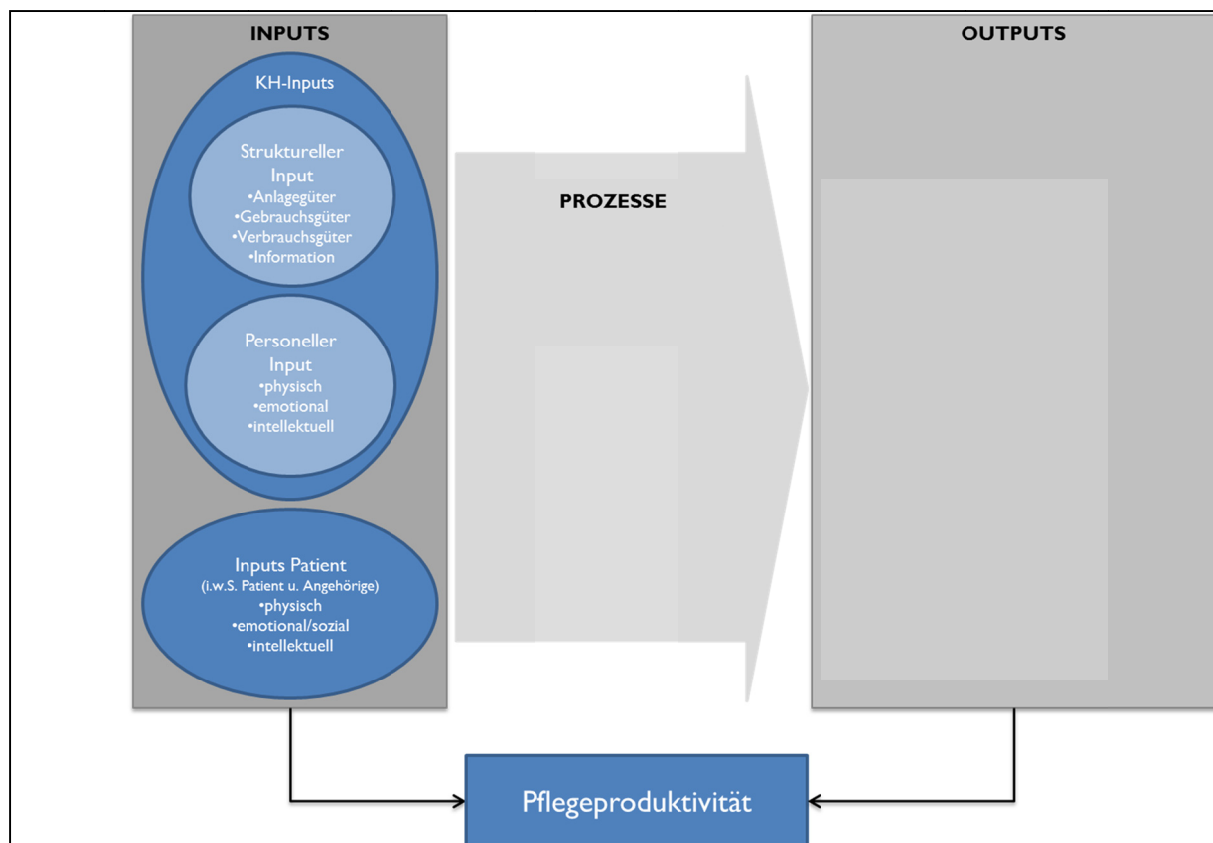 INPUTS
KH-Inputs
Struktureller
Input
•Anlagegüter
•Gebrauchsgüter
•Verbrauchsgüter
•Information
Personeller
Input
•physisch
•emotional
•intellektuell
Inputs Patient
(i.w.S. Patient u. Angehörige)
•physisch
•emotional/sozial
•intellektuell
PROZESSE
OUTPUTS
Pflegeproduktivität